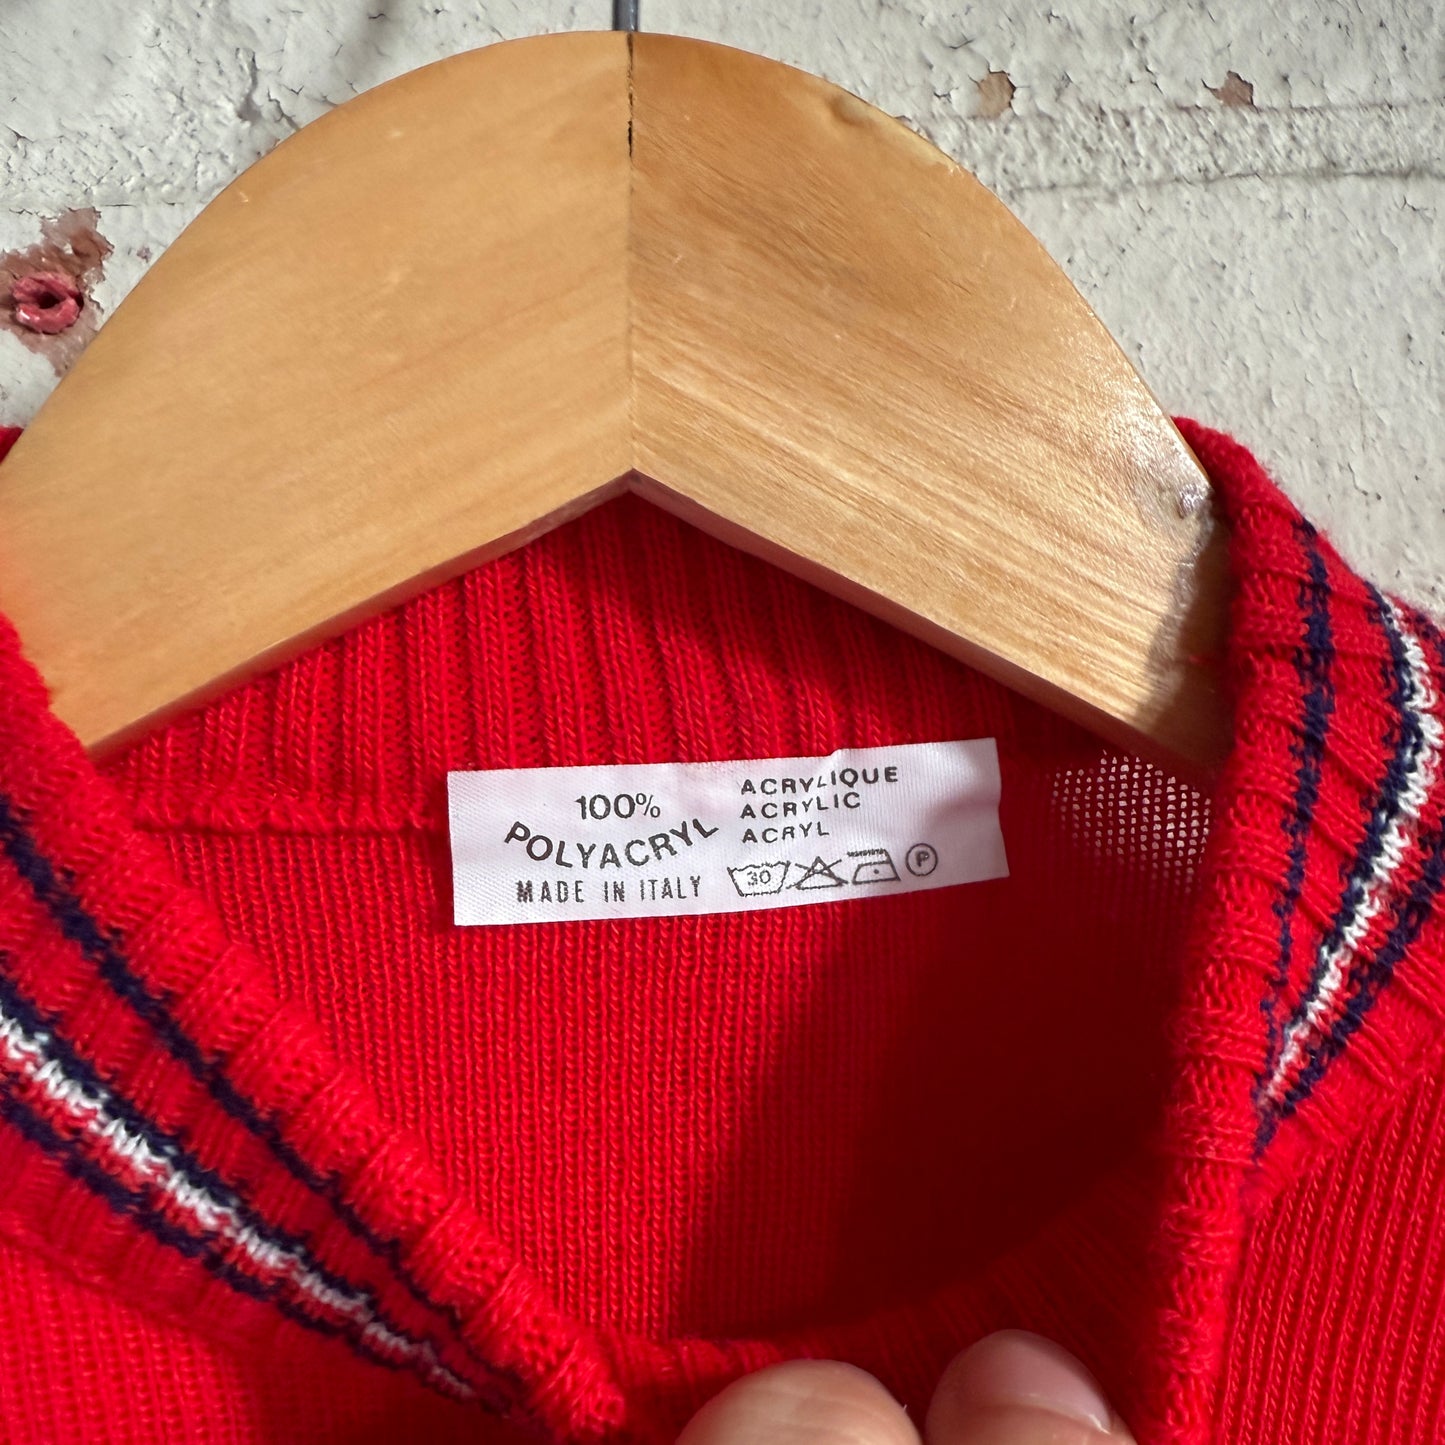 100%
POLYACRYL
MADE IN ITALY
ACRYLIQUE
ACRYLIC
ACRYL
30 P